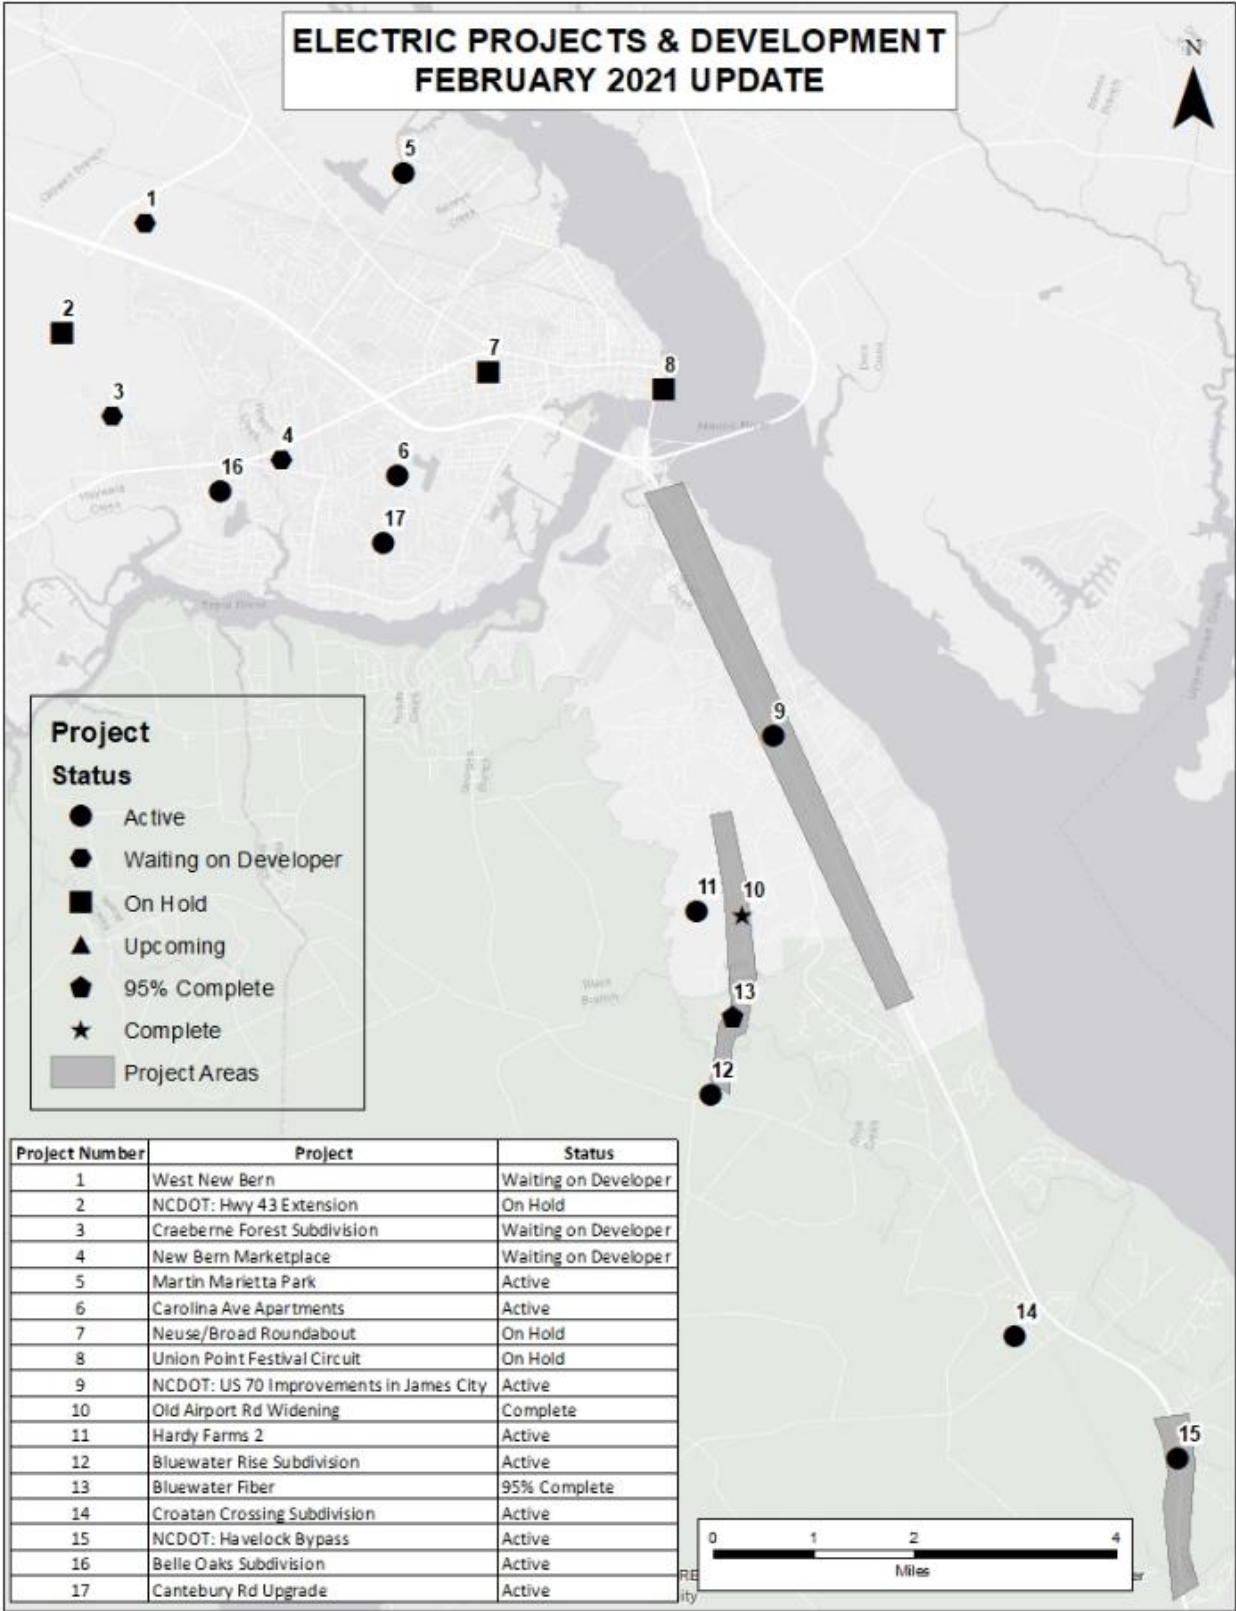 ELECTRIC PROJECTS & DEVELOPMENT
FEBRUARY 2021 UPDATE
N
5
1
2
7
8
3
4
6
16
17
Neuse River
Trent River
9
11
10
13
12
14
15
Project
Status
Active
Waiting on Developer
On Hold
Upcoming
95% Complete
Complete
Project Areas
Black
Branch
Project Number Project Status
1 West New Bern Waiting on Developer
2 NCDOT: Hwy 43 Extension On Hold
3 Craeberne Forest Subdivision Waiting on Developer
4 New Bern Marketplace Waiting on Developer
5 Martin Marietta Park Active
6 Carolina Ave Apartments Active
7 Neuse/Broad Roundabout On Hold
8 Union Point Festival Circuit On Hold
9 NCDOT: US 70 Improvements in James City Active
10 Old Airport Rd Widening Complete
11 Hardy Farms 2 Active
12 Bluewater Rise Subdivision Active
13 Bluewater Fiber 95% Complete
14 Croatan Crossing Subdivision Active
15 NCDOT: Havelock Bypass Active
16 Belle Oaks Subdivision Active
17 Cantebury Rd Upgrade Active
0 1 2 4
Miles